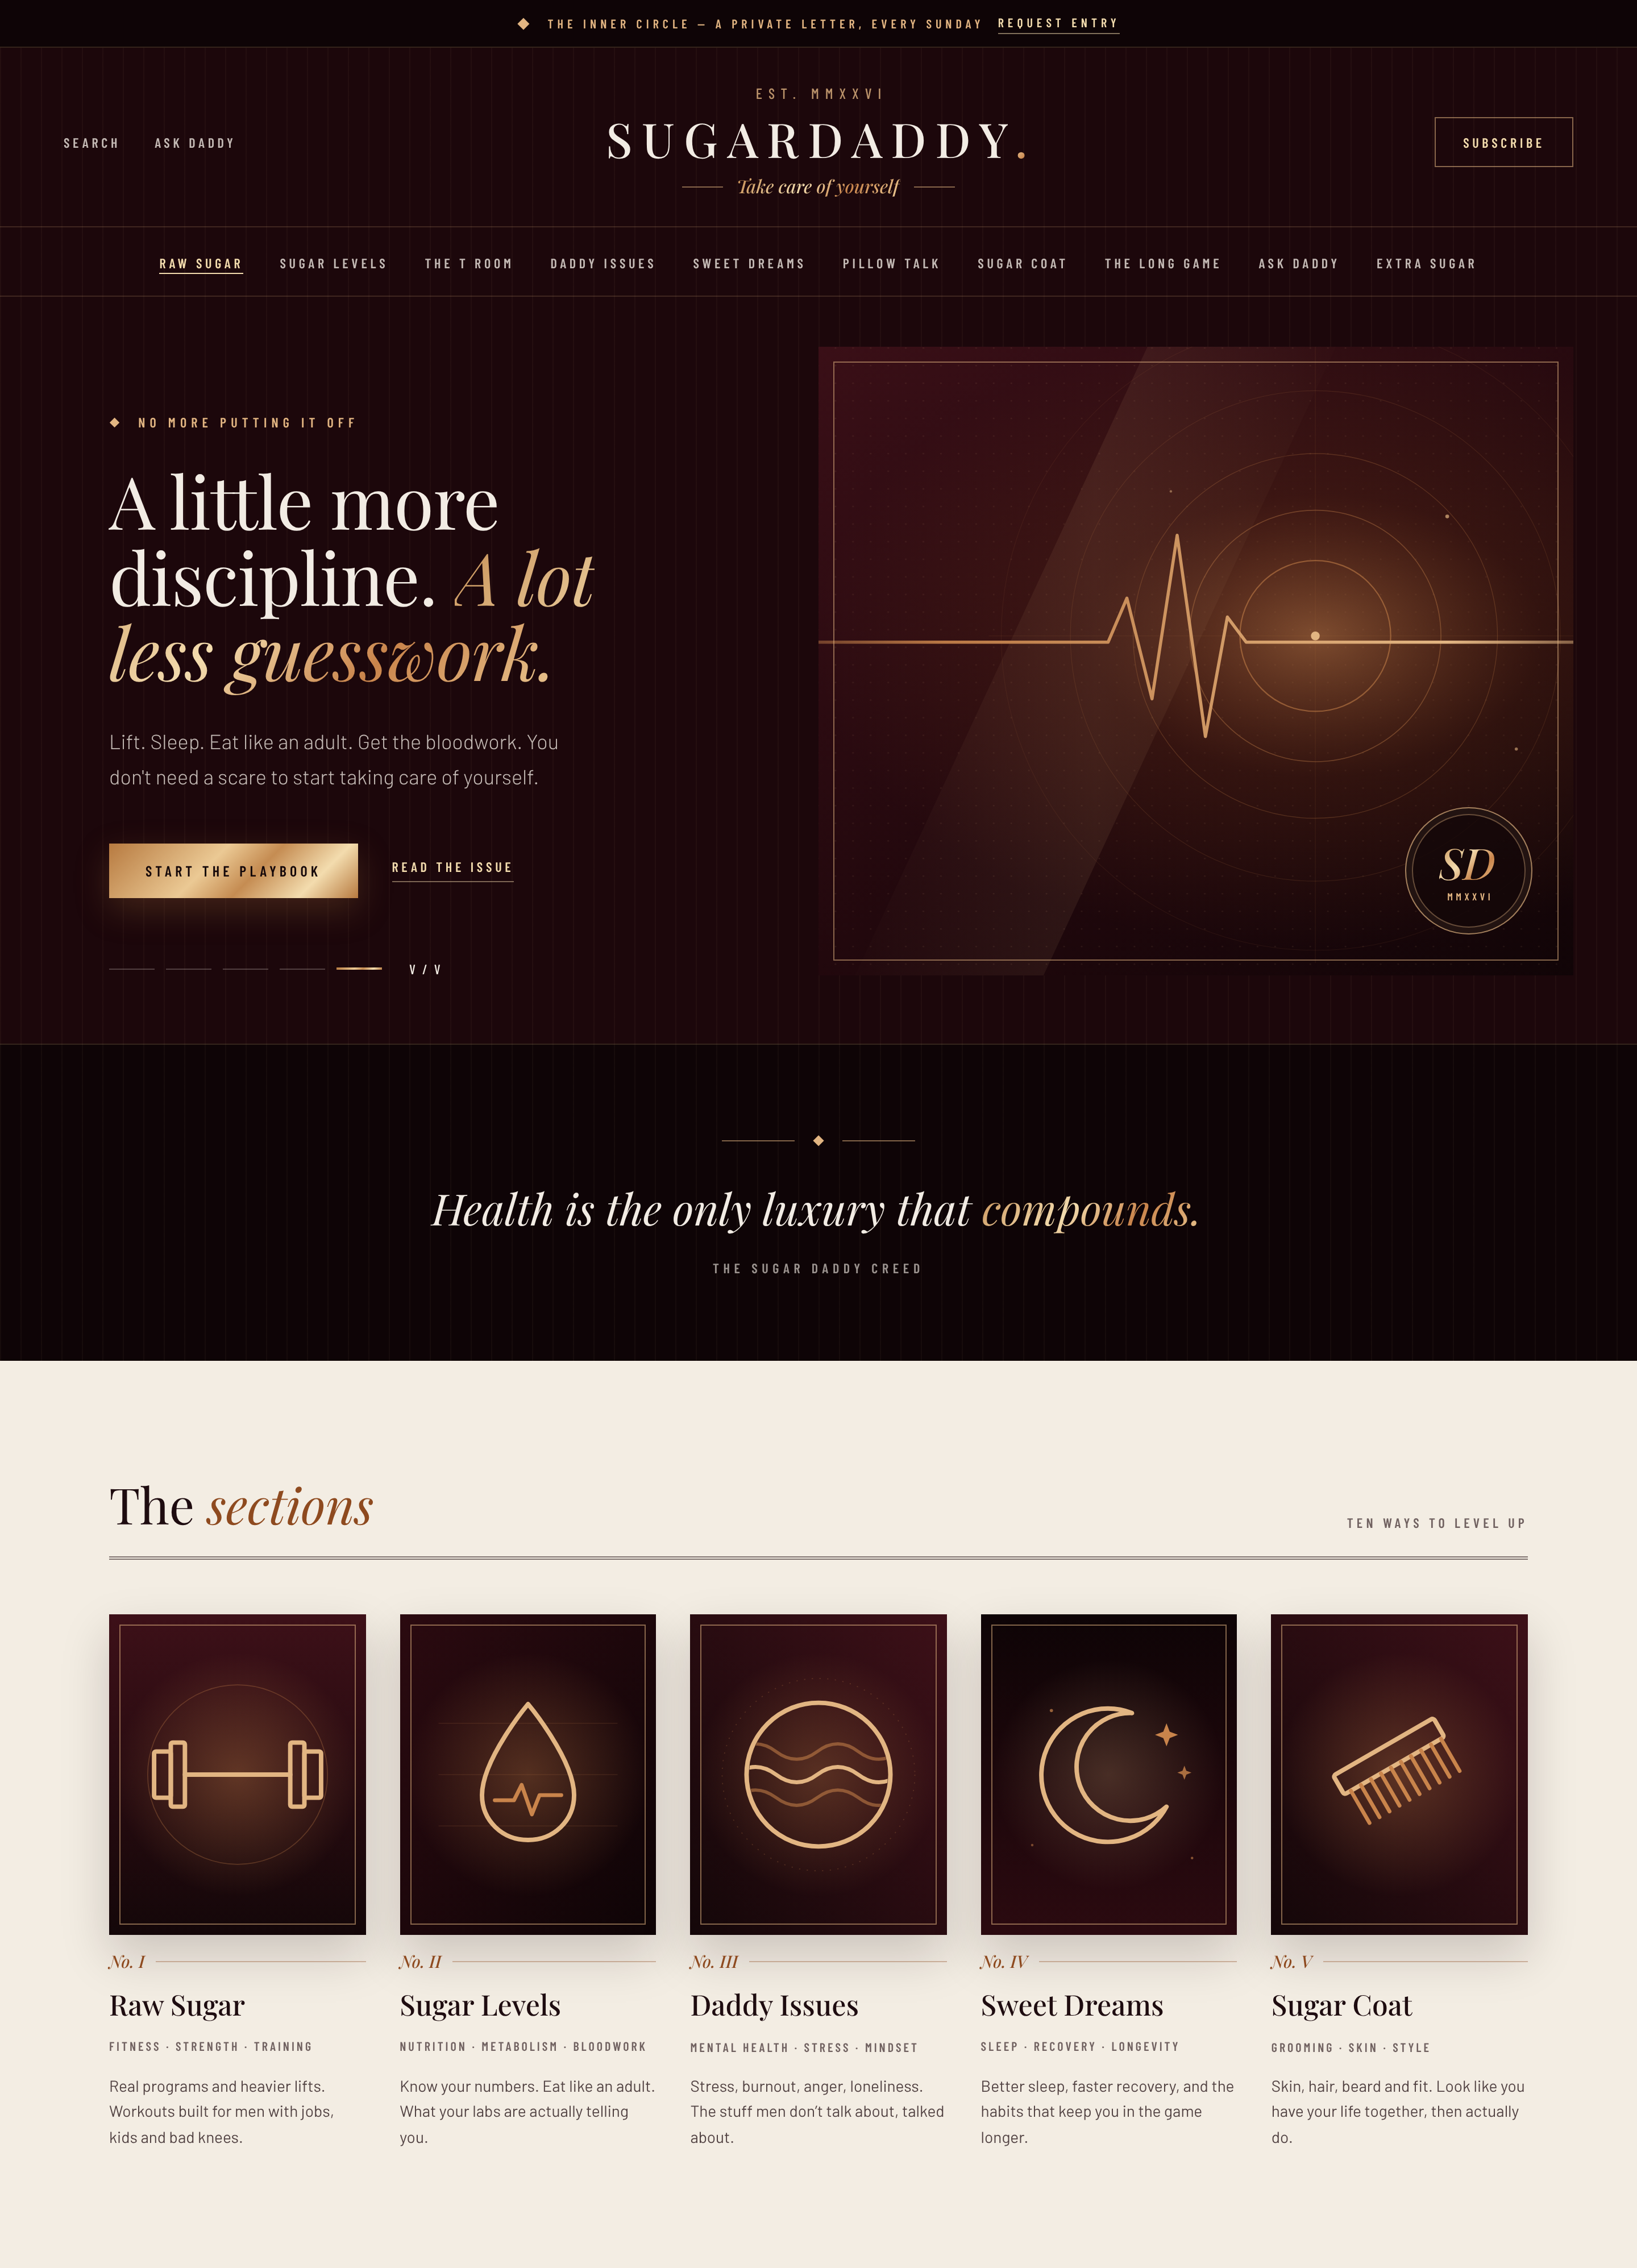 THE INNER CIRCLE — A PRIVATE LETTER, EVERY SUNDAY REQUEST ENTRY
EST. MMXXVI
SEARCH ASK DADDY
SUGARDADDY.
SUBSCRIBE
Take care of yourself
RAW SUGAR SUGAR LEVELS THE T ROOM DADDY ISSUES SWEET DREAMS PILLOW TALK SUGAR COAT THE LONG GAME ASK DADDY EXTRA SUGAR
NO MORE PUTTING IT OFF
A little more
discipline. A lot
less guesswork.
Lift. Sleep. Eat like an adult. Get the bloodwork. You
don't need a scare to start taking care of yourself.
START THE PLAYBOOK READ THE ISSUE
V / V
SD
MMXXVI
Health is the only luxury that compounds.
THE SUGAR DADDY CREED
The sections
TEN WAYS TO LEVEL UP
No. I
Raw Sugar
FITNESS · STRENGTH · TRAINING
Real programs and heavier lifts.
Workouts built for men with jobs,
kids and bad knees.
No. II
Sugar Levels
NUTRITION · METABOLISM · BLOODWORK
Know your numbers. Eat like an adult.
What your labs are actually telling
you.
No. III
Daddy Issues
MENTAL HEALTH · STRESS · MINDSET
Stress, burnout, anger, loneliness.
The stuff men don’t talk about, talked
about.
No. IV
Sweet Dreams
SLEEP · RECOVERY · LONGEVITY
Better sleep, faster recovery, and the
habits that keep you in the game
longer.
No. V
Sugar Coat
GROOMING · SKIN · STYLE
Skin, hair, beard and fit. Look like you
have your life together, then actually
do.